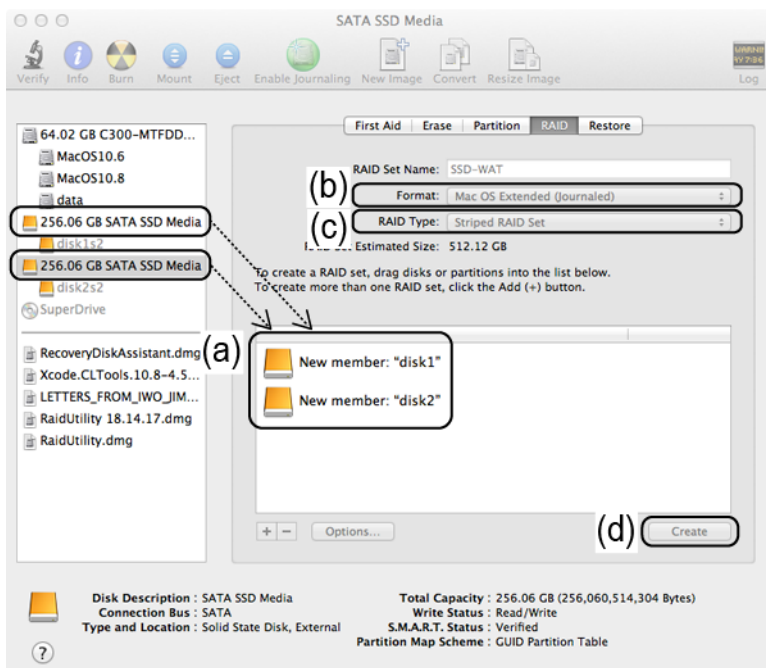 SATA SSD Media
Verify Info Burn Mount Eject Enable Journaling New Image Convert Resize Image Log
First Aid Erase Partition RAID Restore
64.02 GB C300-MTFDD...
MacOS10.6
MacOS10.8
data
256.06 GB SATA SSD Media
disk1s2
256.06 GB SATA SSD Media
disk2s2
SuperDrive
RecoveryDiskAssistant.dmg
Xcode.CLTools.10.8-4.5...
LETTERS_FROM_IWO_JIM...
RaidUtility 18.14.17.dmg
RaidUtility.dmg
RAID Set Name: SSD-WAT
(b) Format: Mac OS Extended (Journaled)
(c) RAID Type: Striped RAID Set
Estimated Size: 512.12 GB
To create a RAID set, drag disks or partitions into the list below.
To create more than one RAID set, click the Add (+) button.
(a)
New member: “disk1”
New member: “disk2”
+ − Options...
(d) Create
Disk Description : SATA SSD Media
Connection Bus : SATA
Type and Location : Solid State Disk, External
Total Capacity : 256.06 GB (256,060,514,304 Bytes)
Write Status : Read/Write
S.M.A.R.T. Status : Verified
Partition Map Scheme : GUID Partition Table
?